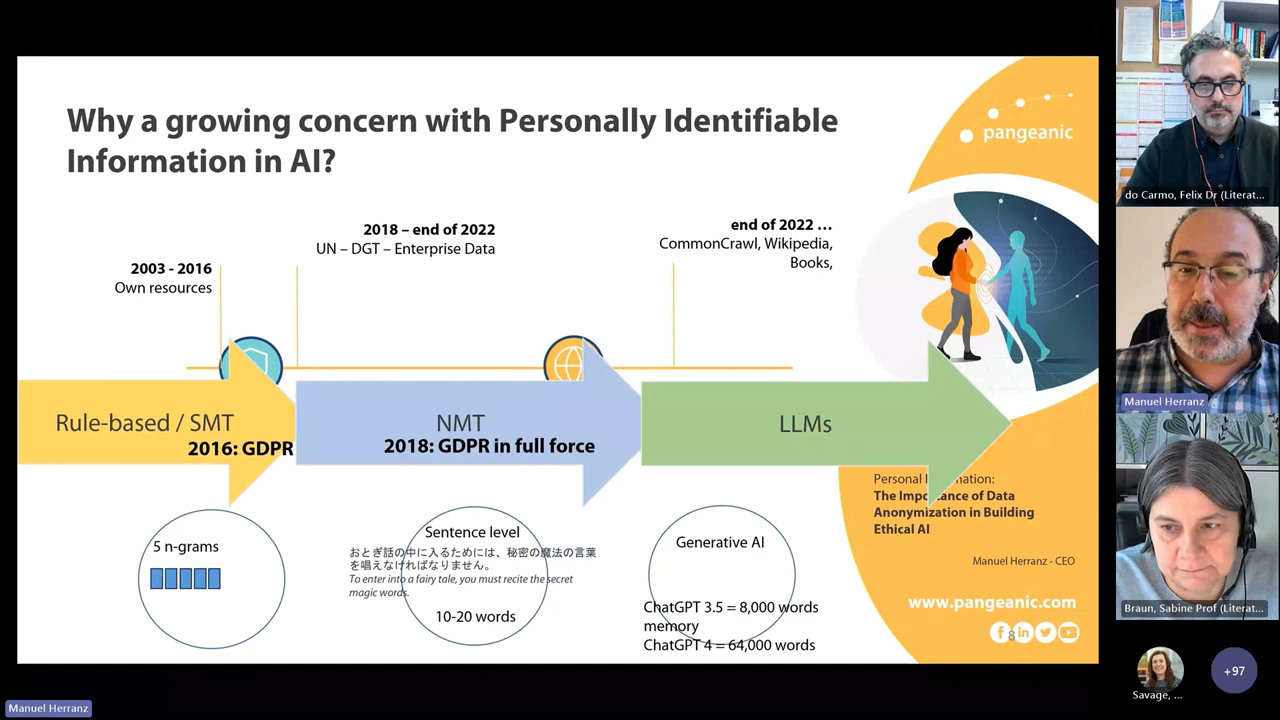 Why a growing concern with Personally Identifiable
Information in AI?
pangeanic
2003 - 2016
Own resources
2018 – end of 2022
UN – DGT – Enterprise Data
end of 2022 ...
CommonCrawl, Wikipedia,
Books,
Rule-based / SMT
2016: GDPR
NMT
2018: GDPR in full force
LLMs
5 n-grams
Sentence level
おとぎ話の中に入るためには、秘密の魔法の言葉
を唱えなければなりません。
To enter into a fairy tale, you must recite the secret
magic words.
10-20 words
Generative AI
ChatGPT 3.5 = 8,000 words
memory
ChatGPT 4 = 64,000 words
Personal mation:
The Importance of Data
Anonymization in Building
Ethical AI
Manuel Herranz - CEO
www.pangeanic.com
8
do Carmo, Felix Dr (Literat...
Manuel Herranz
Braun, Sabine Prof (Literat...
Savage, ...
+97
Manuel Herranz